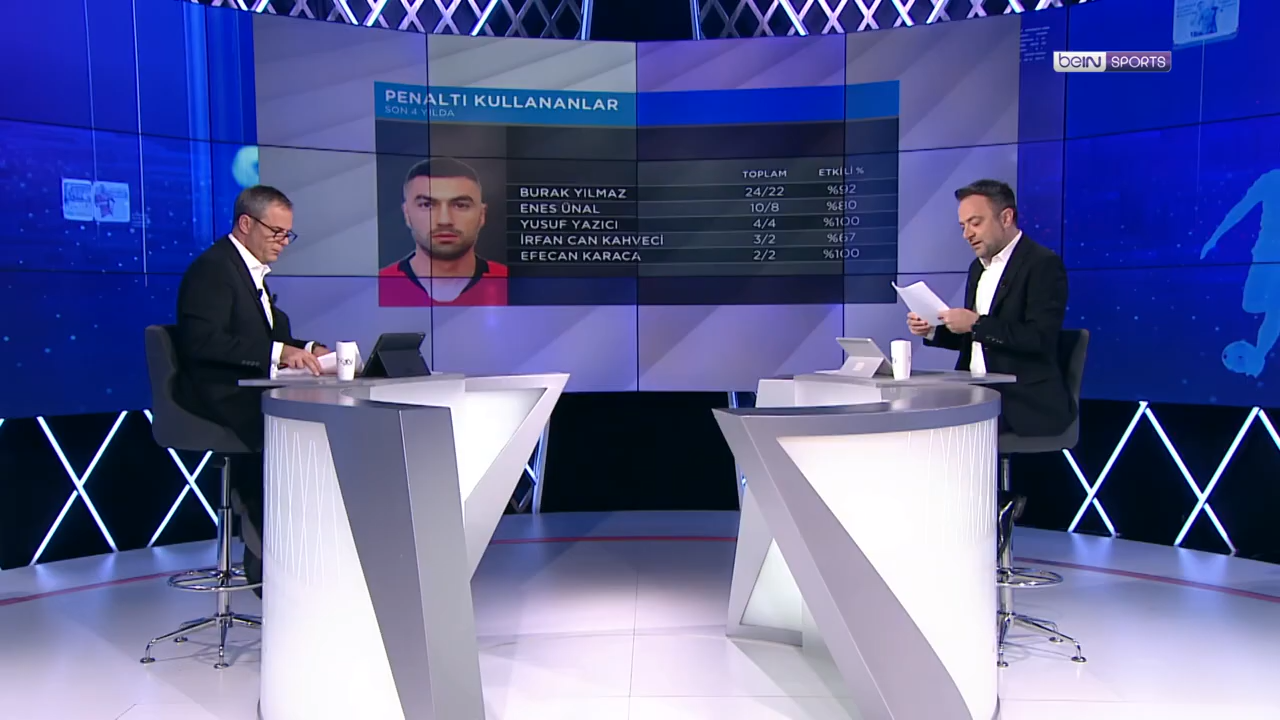 beIN SPORTS
PENALTI KULLANANLAR
SON 4 YILDA
TOPLAM ETKİLİ %
BURAK YILMAZ 24/22 %92
ENES ÜNAL 10/8 %80
YUSUF YAZICI 4/4 %100
İRFAN CAN KAHVECİ 3/2 %67
EFECAN KARACA 2/2 %100